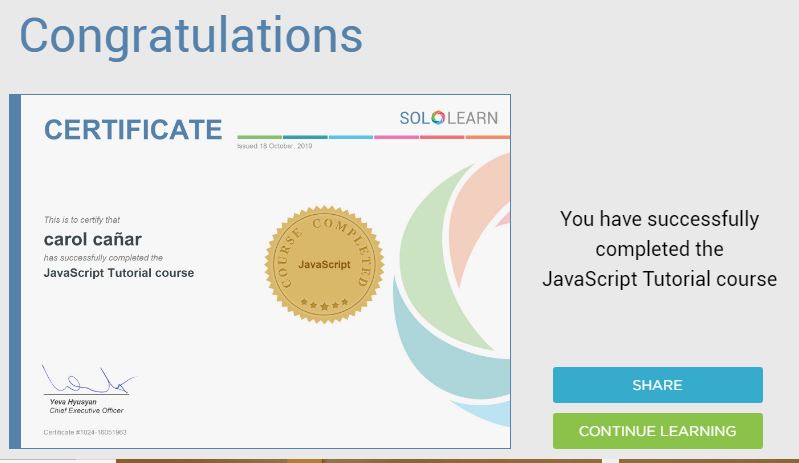 Congratulations
CERTIFICATE
SOLOLEARN
Issued 18 October, 2019
This is to certify that
carol cañar
has successfully completed the
JavaScript Tutorial course
COURSE COMPLETED
JavaScript
Yeva Hyusyan
Chief Executive Officer
Certificate #1024-16051963
You have successfully
completed the
JavaScript Tutorial course
SHARE
CONTINUE LEARNING